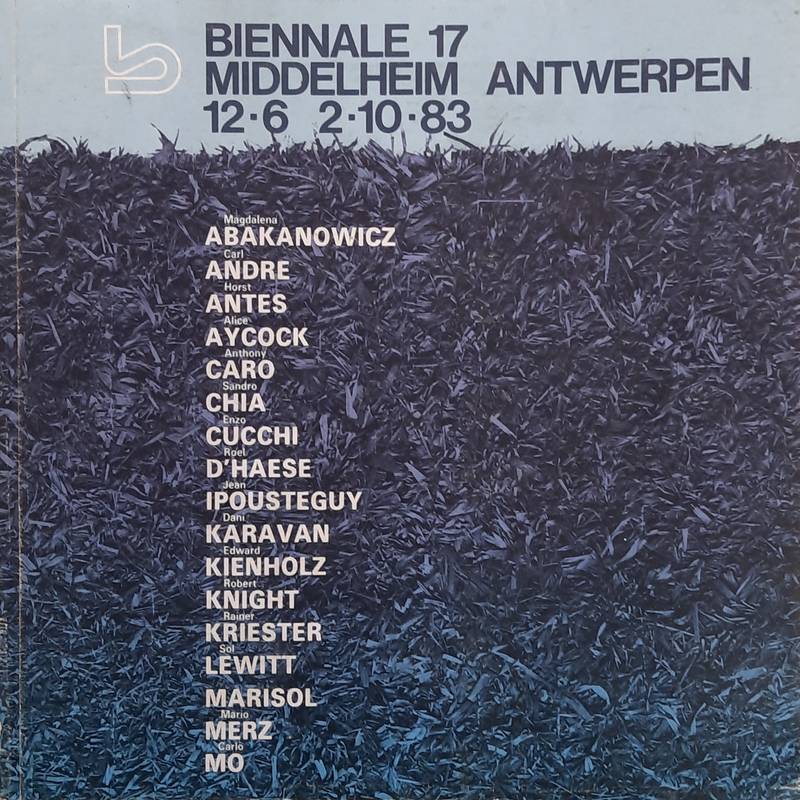 BIENNALE 17
MIDDELHEIM ANTWERPEN
12·6 2·10·83
Magdalena
ABAKANOWICZ
Carl
ANDRE
Horst
ANTES
Alice
AYCOCK
Anthony
CARO
Sandro
CHIA
Enzo
CUCCHI
Roel
D'HAESE
Jean
IPOUSTEGUY
Dani
KARAVAN
Edward
KIENHOLZ
Robert
KNIGHT
Rainer
KRIESTER
Sol
LEWITT
MARISOL
Mario
MERZ
Carlo
MO